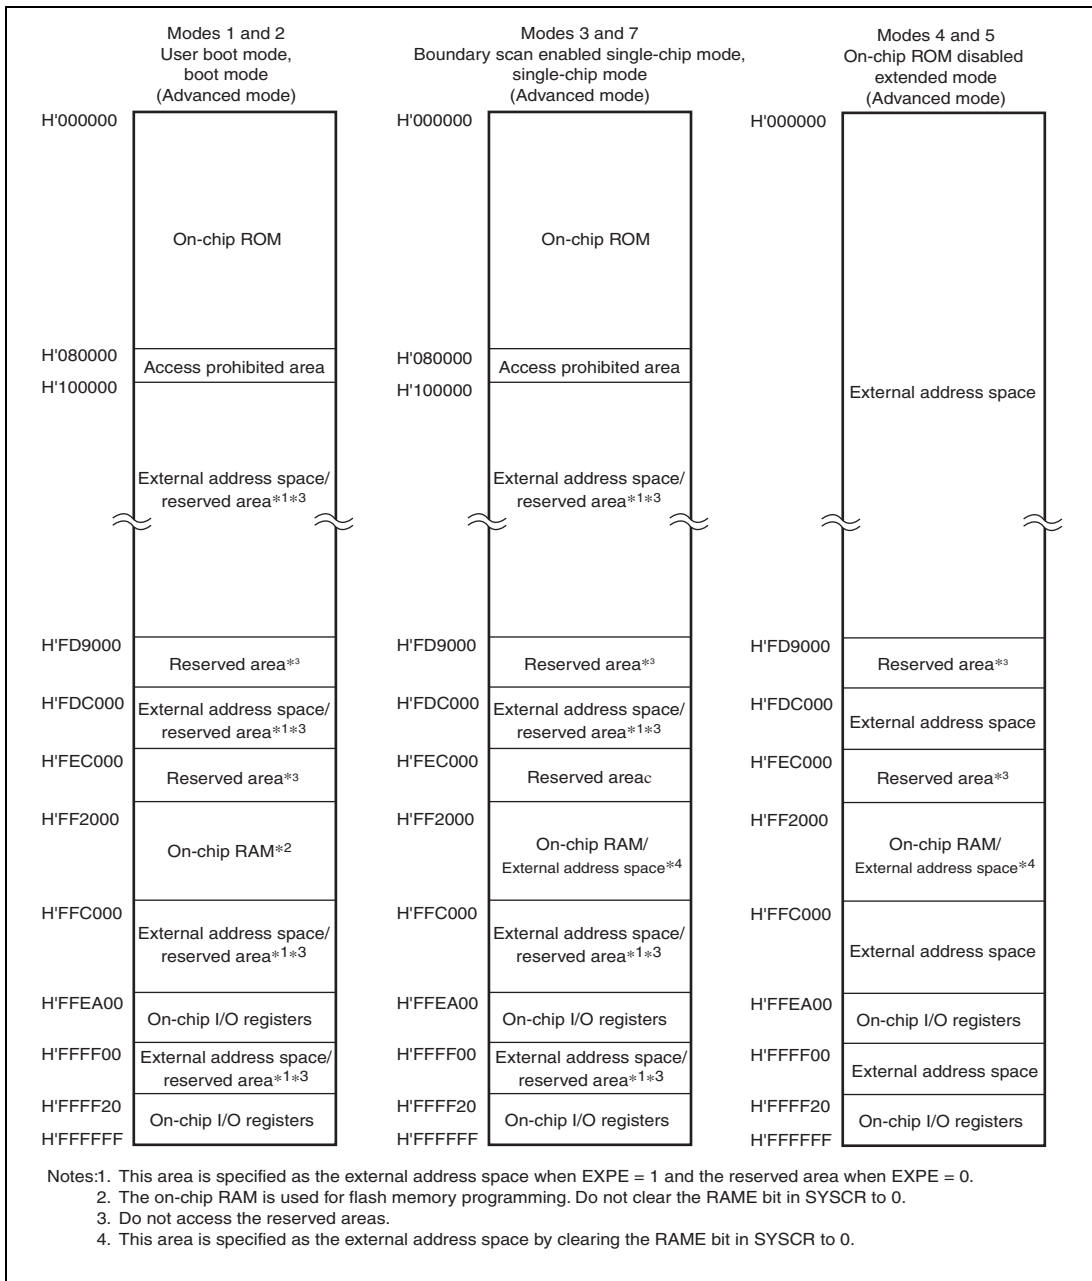 Modes 1 and 2
User boot mode,
boot mode
(Advanced mode)
H'000000
On-chip ROM
H'080000
Access prohibited area
H'100000
External address space/
reserved area*1*3
H'FD9000
Reserved area*3
H'FDC000
External address space/
reserved area*1*3
H'FEC000
Reserved area*3
H'FF2000
On-chip RAM*2
H'FFC000
External address space/
reserved area*1*3
H'FFEA00
On-chip I/O registers
H'FFFF00
External address space/
reserved area*1*3
H'FFFF20
On-chip I/O registers
H'FFFFFF
Modes 3 and 7
Boundary scan enabled single-chip mode,
single-chip mode
(Advanced mode)
H'000000
On-chip ROM
H'080000
Access prohibited area
H'100000
External address space/
reserved area*1*3
H'FD9000
Reserved area*3
H'FDC000
External address space/
reserved area*1*3
H'FEC000
Reserved areac
H'FF2000
On-chip RAM/
External address space*4
H'FFC000
External address space/
reserved area*1*3
H'FFEA00
On-chip I/O registers
H'FFFF00
External address space/
reserved area*1*3
H'FFFF20
On-chip I/O registers
H'FFFFFF
Modes 4 and 5
On-chip ROM disabled
extended mode
(Advanced mode)
H'000000
External address space
H'FD9000
Reserved area*3
H'FDC000
External address space
H'FEC000
Reserved area*3
H'FF2000
On-chip RAM/
External address space*4
H'FFC000
External address space
H'FFEA00
On-chip I/O registers
H'FFFF00
External address space
H'FFFF20
On-chip I/O registers
H'FFFFFF
Notes:1. This area is specified as the external address space when EXPE = 1 and the reserved area when EXPE = 0.
2. The on-chip RAM is used for flash memory programming. Do not clear the RAME bit in SYSCR to 0.
3. Do not access the reserved areas.
4. This area is specified as the external address space by clearing the RAME bit in SYSCR to 0.